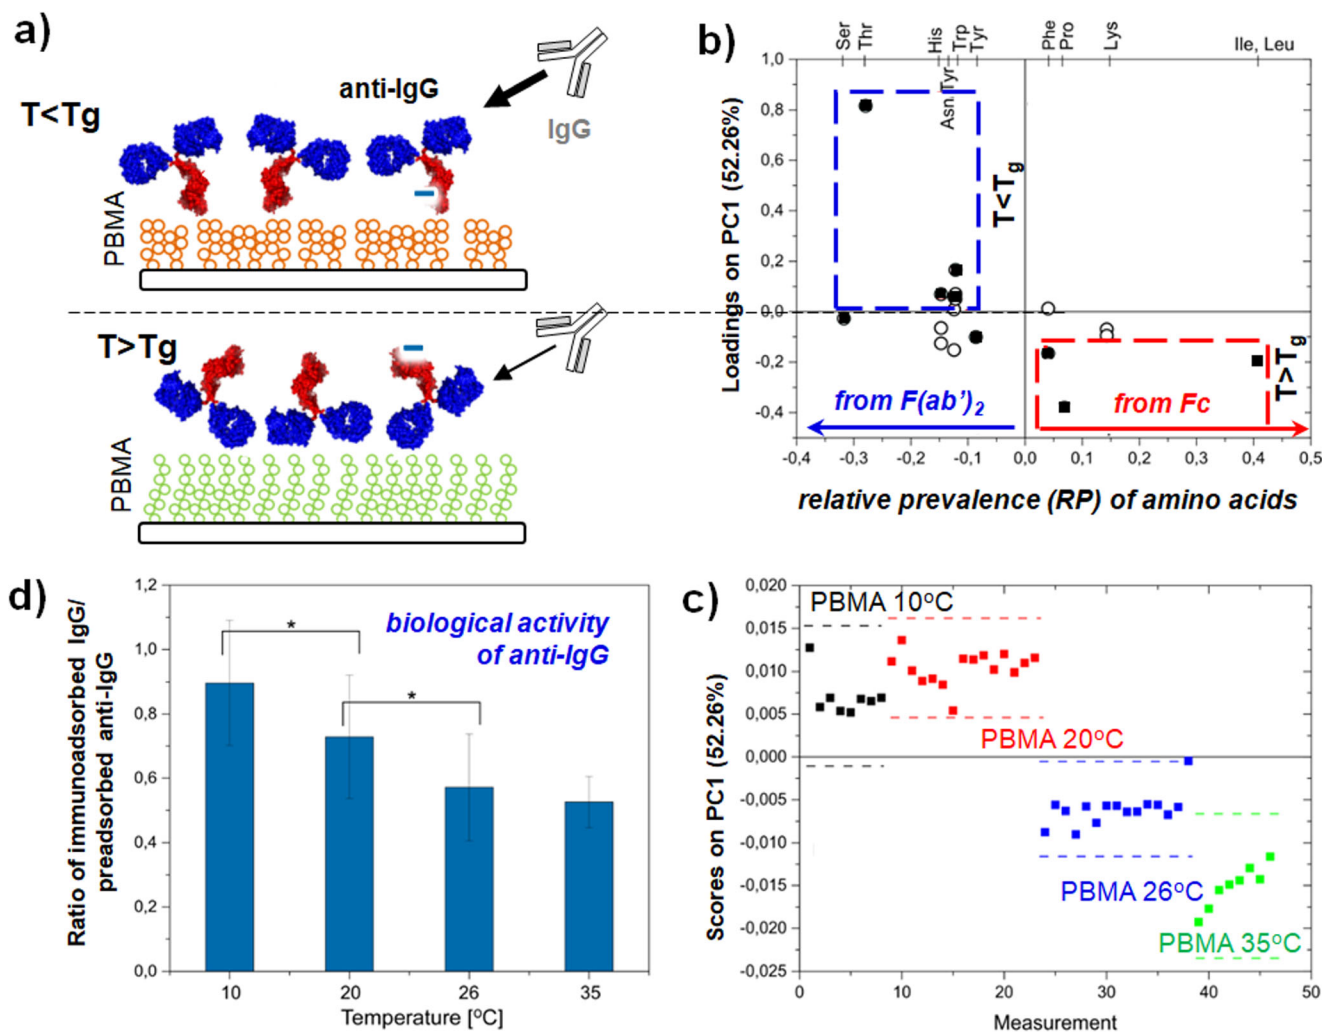 a)
T<Tg
anti-IgG
IgG
PBMA
T>Tg
PBMA
b)
Ser
Thr
His
Trp
Tyr
Phe
Pro
Lys
Ile, Leu
Asn Tyr
Loadings on PC1 (52.26%)
1,0
0,8
0,6
0,4
0,2
0,0
-0,2
-0,4
T<Tg
T>Tg
from F(ab')2
from Fc
-0,4
-0,3
-0,2
-0,1
0,0
0,1
0,2
0,3
0,4
0,5
relative prevalence (RP) of amino acids
d)
Ratio of immunoadsorbed IgG/
preadsorbed anti-IgG
1,2
1,0
0,8
0,6
0,4
0,2
0,0
*
*
biological activity
of anti-IgG
10
20
26
35
Temperature [°C]
c)
Scores on PC1 (52.26%)
0,020
0,015
0,010
0,005
0,000
-0,005
-0,010
-0,015
-0,020
-0,025
PBMA 10°C
PBMA 20°C
PBMA 26°C
PBMA 35°C
0
10
20
30
40
50
Measurement